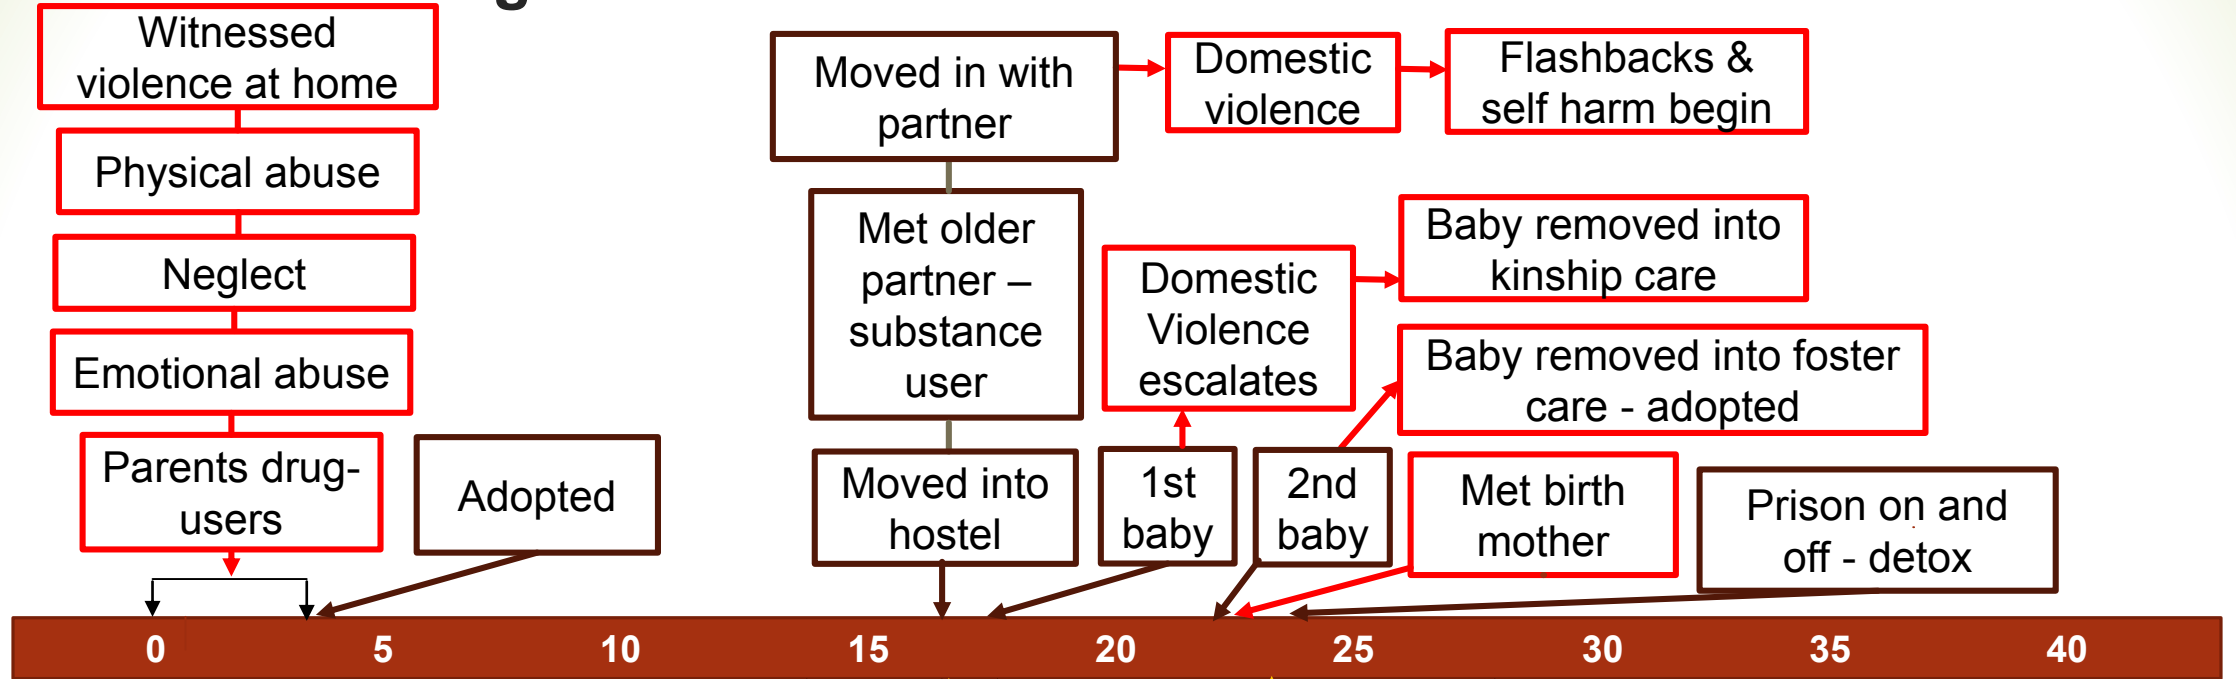 Witnessed
violence at home
Physical abuse
Neglect
Emotional abuse
Parents drug-
users
Adopted
Moved in with
partner
Domestic
violence
Flashbacks &
self harm begin
Met older
partner –
substance
user
Moved into
hostel
Domestic
Violence
escalates
1st
baby
Baby removed into
kinship care
2nd
baby
Baby removed into foster
care - adopted
Met birth
mother
Prison on and
off - detox
0 5 10 15 20 25 30 35 40